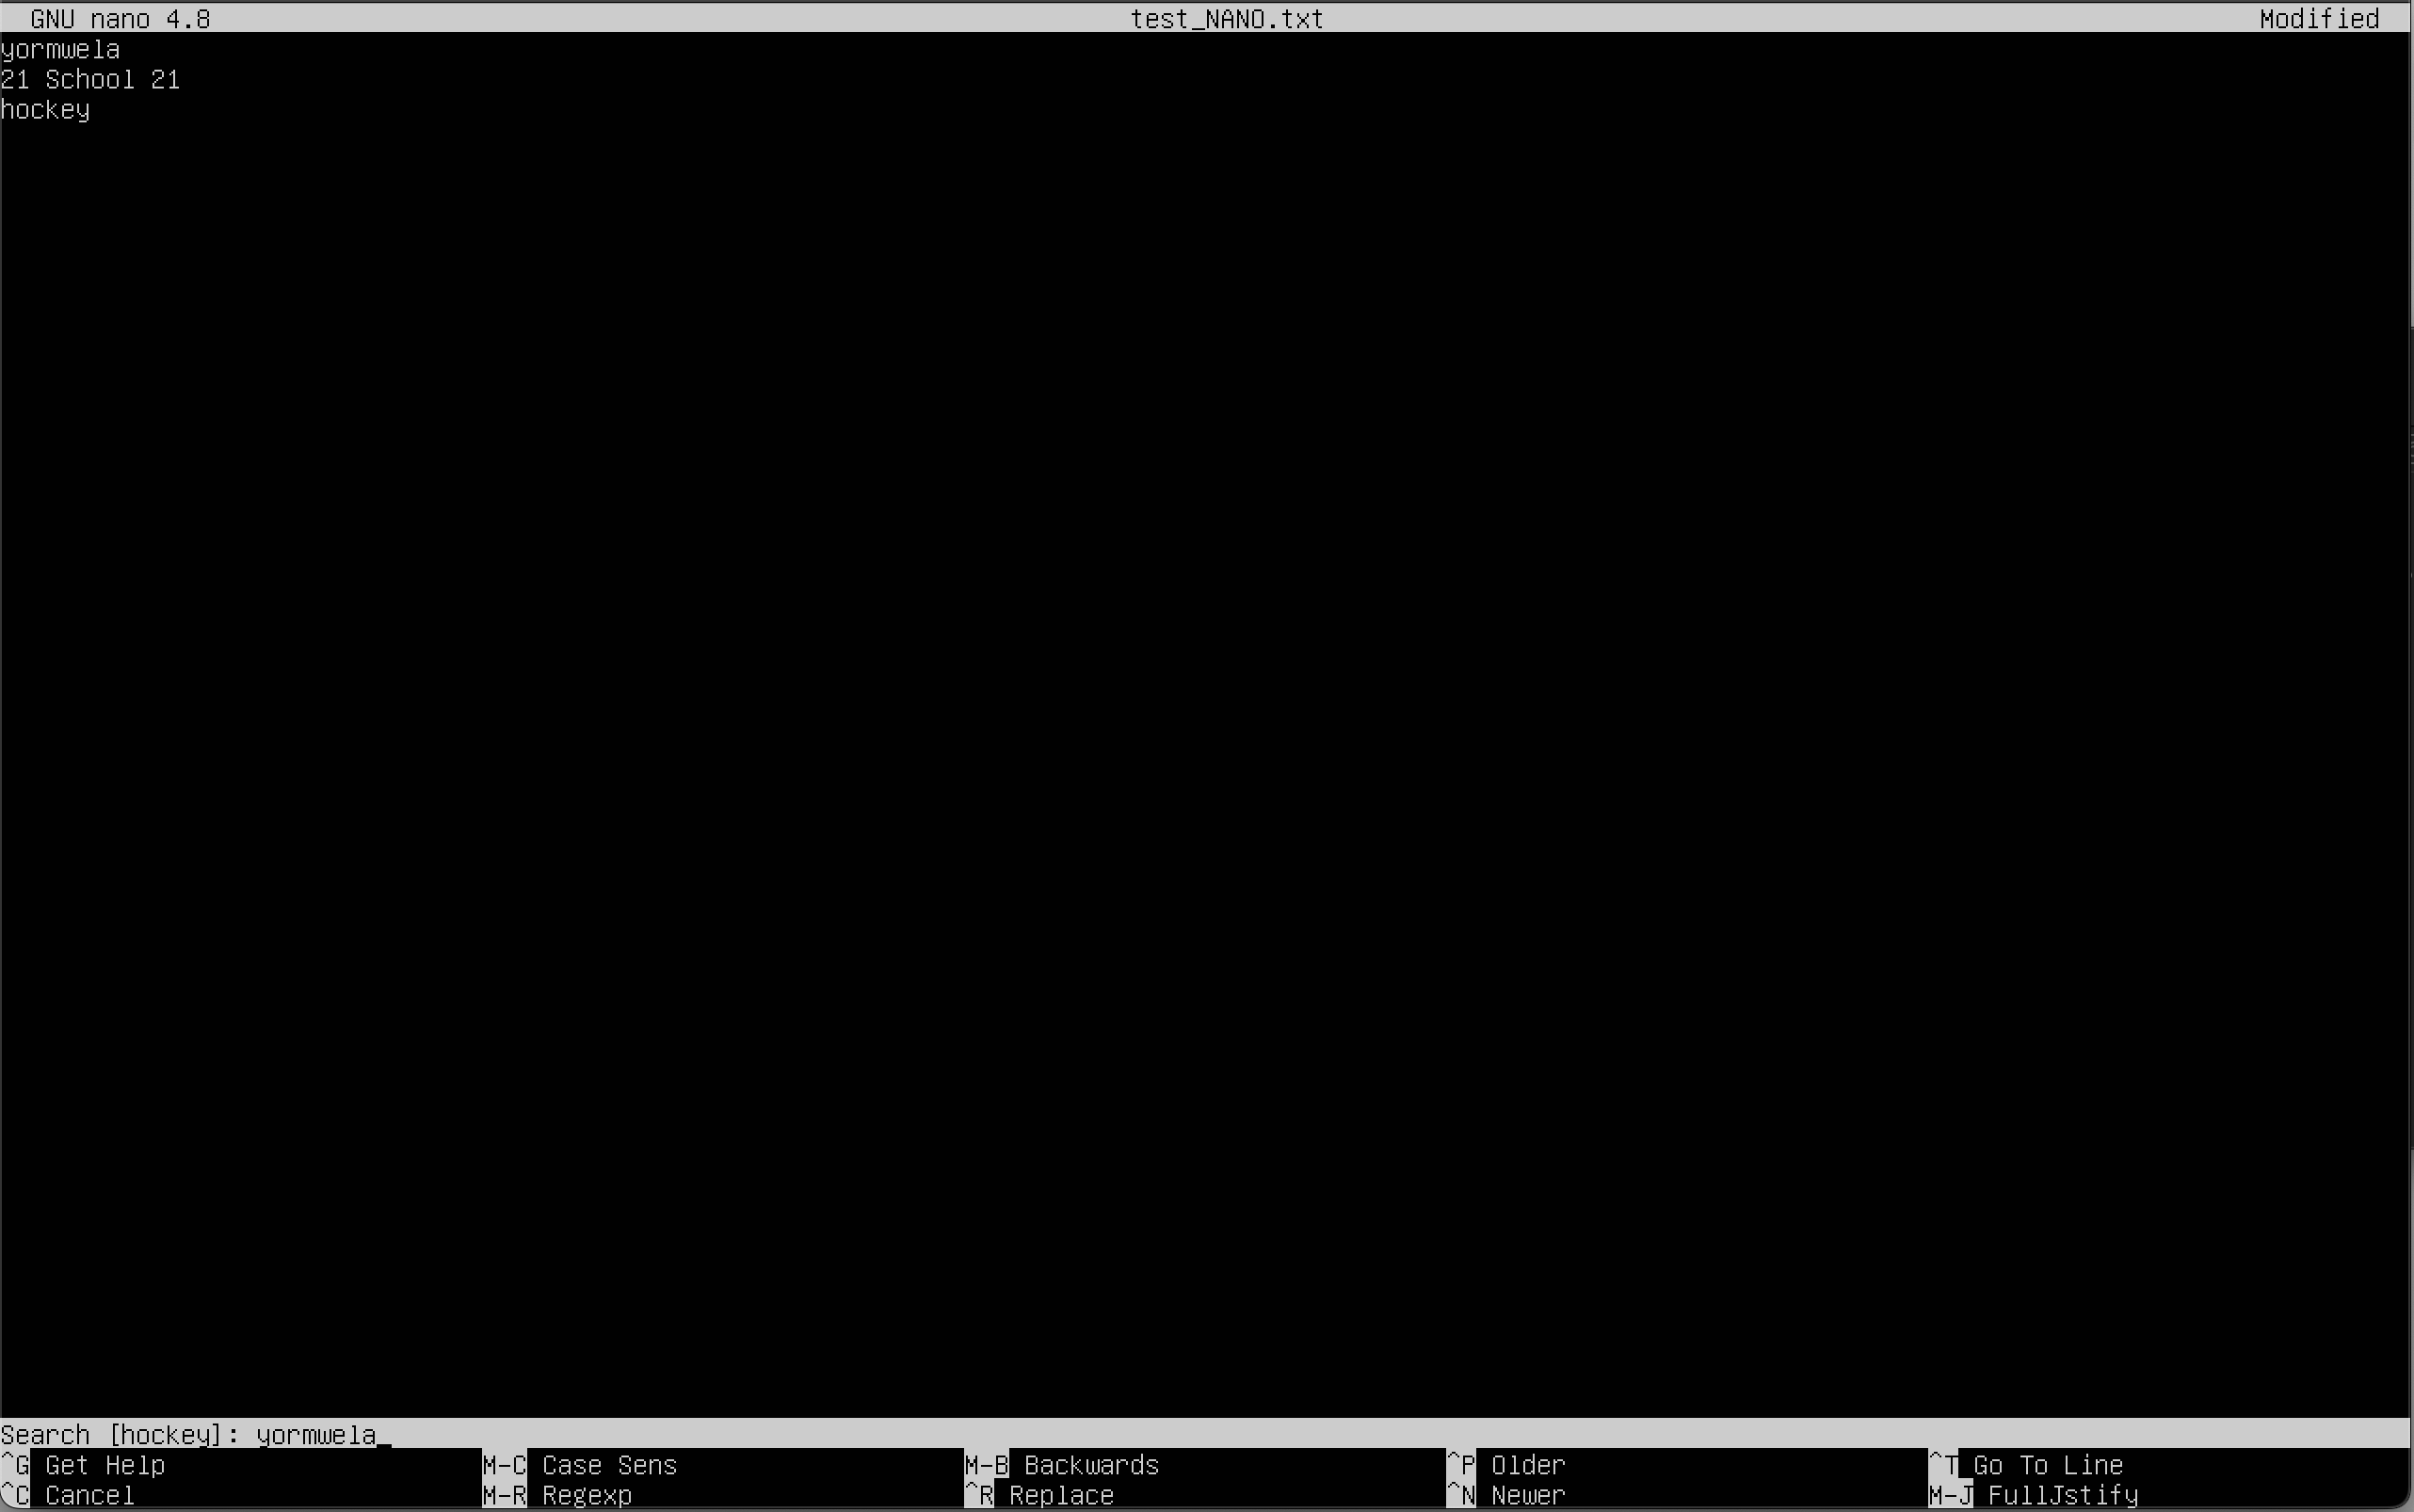 GNU nano 4.8 test_NANO.txt Modified
yormwela
21 School 21
hockey
Search [hockey]: yormwela_
^G Get Help M-C Case Sens M-B Backwards ^P Older ^T Go To Line
^C Cancel M-R Regexp ^R Replace ^N Newer M-J FullJstify